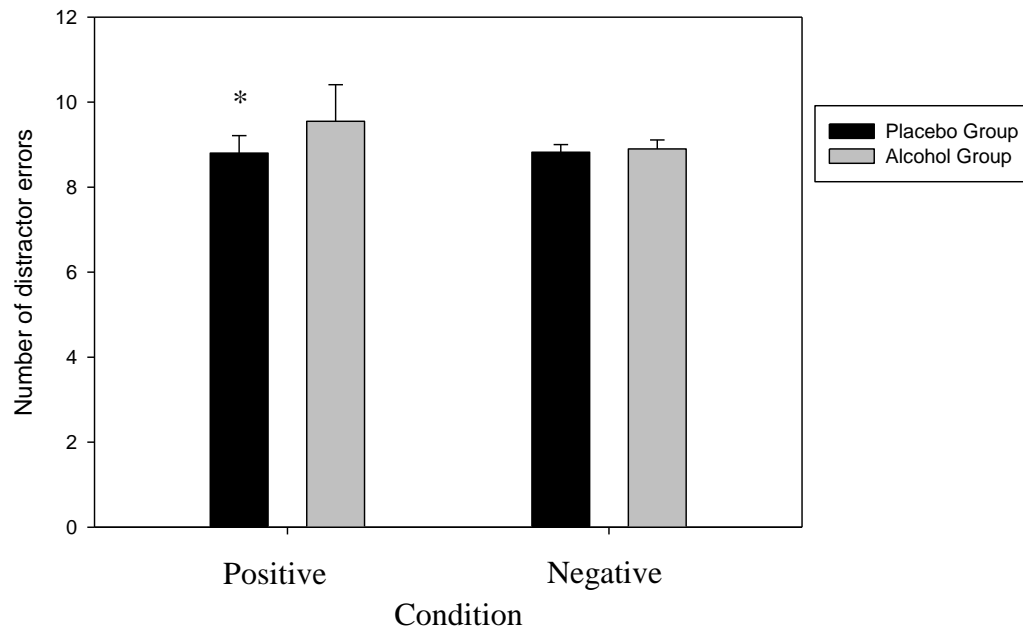 12
10
8
6
4
2
0
Number of distractor errors
*
Placebo Group
Alcohol Group
Positive
Negative
Condition